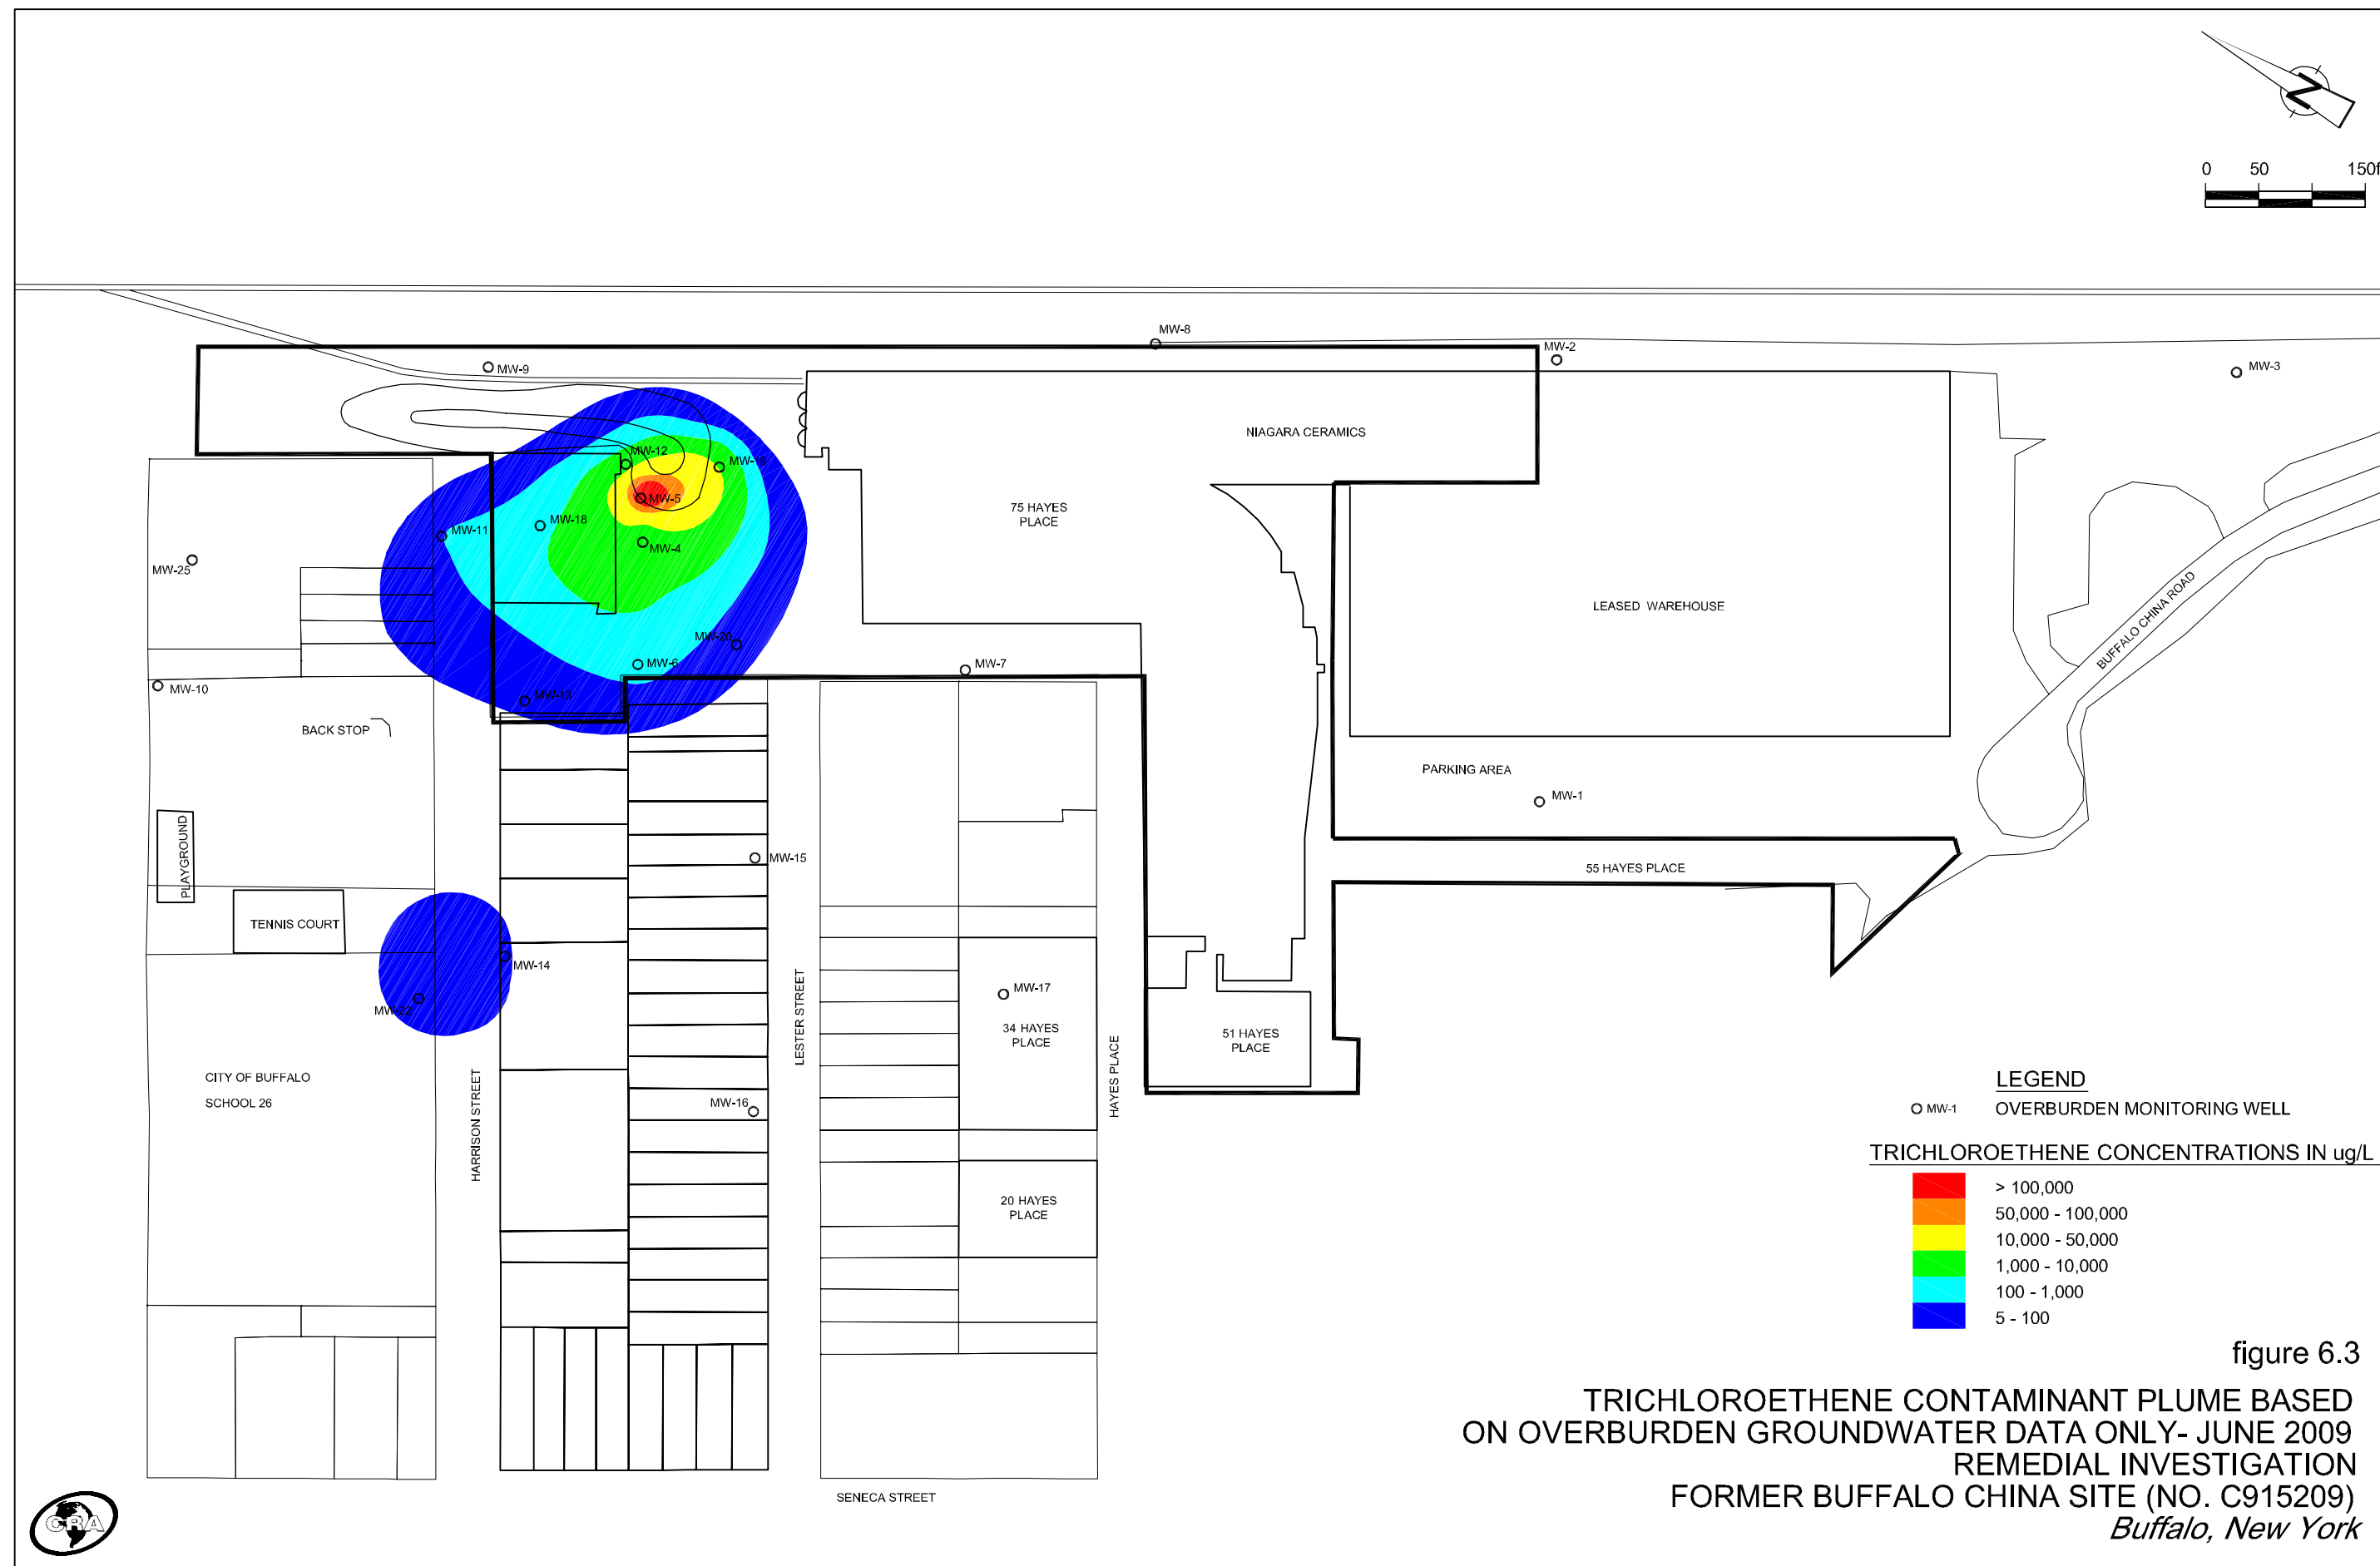 N
0 50 150f
MW-8
MW-2
MW-3
MW-9
NIAGARA CERAMICS
MW-12
MW-19
MW-5
75 HAYES
PLACE
MW-18
MW-11
MW-4
MW-25
LEASED WAREHOUSE
BUFFALO CHINA ROAD
MW-20
MW-6
MW-7
MW-10
MW-13
BACK STOP
PARKING AREA
MW-1
PLAYGROUND
MW-15
55 HAYES PLACE
TENNIS COURT
MW-14
MW-22
LESTER STREET
MW-17
34 HAYES
PLACE
51 HAYES
PLACE
CITY OF BUFFALO
SCHOOL 26
HARRISON STREET
HAYES PLACE
MW-16
20 HAYES
PLACE
SENECA STREET
LEGEND
MW-1 OVERBURDEN MONITORING WELL
TRICHLOROETHENE CONCENTRATIONS IN ug/L
> 100,000
50,000 - 100,000
10,000 - 50,000
1,000 - 10,000
100 - 1,000
5 - 100
figure 6.3
TRICHLOROETHENE CONTAMINANT PLUME BASED
ON OVERBURDEN GROUNDWATER DATA ONLY- JUNE 2009
REMEDIAL INVESTIGATION
FORMER BUFFALO CHINA SITE (NO. C915209)
Buffalo, New York
CRA